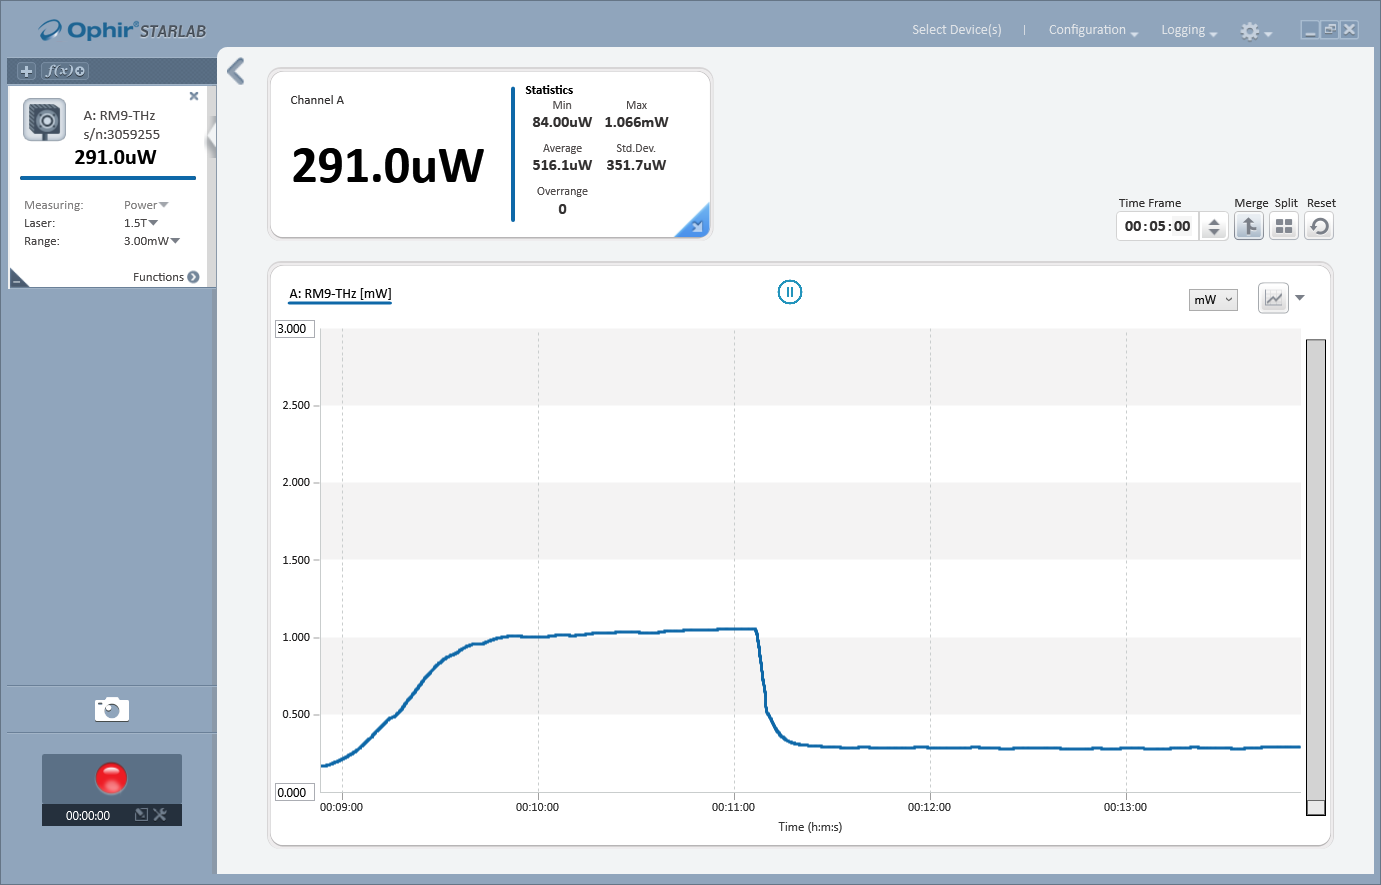 Ophir® STARLAB
Select Device(s) | Configuration Logging
f(x)
A: RM9-THz
s/n:3059255
291.0uW
Measuring: Power
Laser: 1.5T
Range: 3.00mW
Functions
00:00:00
Channel A
291.0uW
Statistics
Min Max
84.00uW 1.066mW
Average Std.Dev.
516.1uW 351.7uW
Overrange
0
Time Frame Merge Split Reset
00:05:00
A: RM9-THz [mW]
mW
3.000
2.500
2.000
1.500
1.000
0.500
0.000
00:09:00 00:10:00 00:11:00 00:12:00 00:13:00
Time (h:m:s)